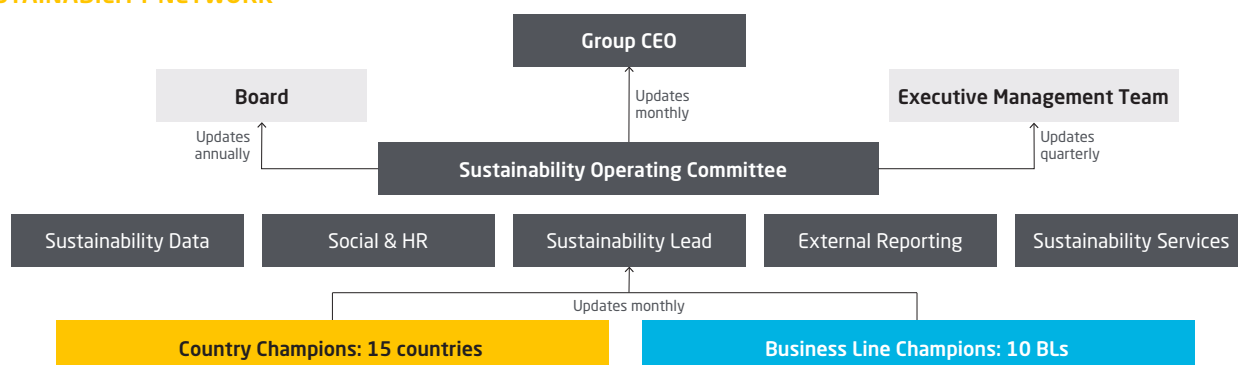 Group CEO
Board
Updates
monthly
Executive Management Team
Updates
annually
Updates
quarterly
Sustainability Operating Committee
Sustainability Data
Social & HR
Sustainability Lead
External Reporting
Sustainability Services
Updates monthly
Country Champions: 15 countries
Business Line Champions: 10 BLs